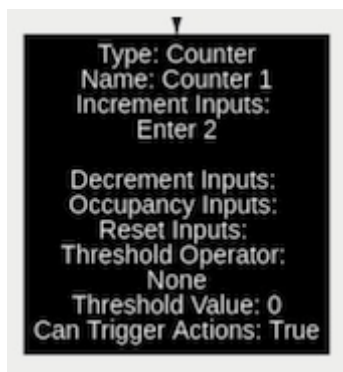 Type: Counter
Name: Counter 1
Increment Inputs:
Enter 2
Decrement Inputs:
Occupancy Inputs:
Reset Inputs:
Threshold Operator:
None
Threshold Value: 0
Can Trigger Actions: True